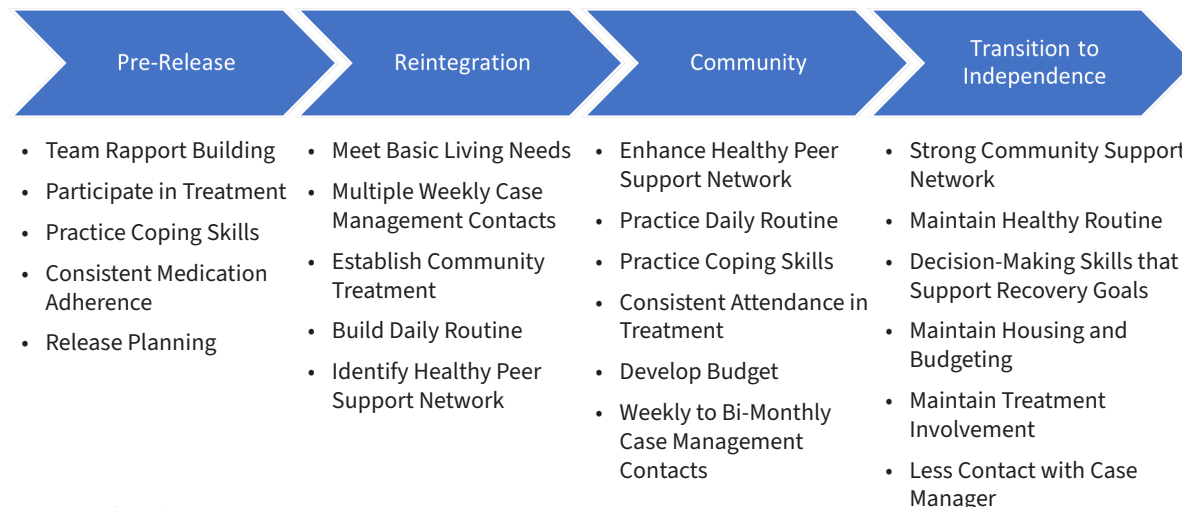 Pre-Release
Reintegration
Community
Transition to
Independence
• Team Rapport Building
• Participate in Treatment
• Practice Coping Skills
• Consistent Medication
Adherence
• Release Planning
• Meet Basic Living Needs
• Multiple Weekly Case
Management Contacts
• Establish Community
Treatment
• Build Daily Routine
• Identify Healthy Peer
Support Network
• Enhance Healthy Peer
Support Network
• Practice Daily Routine
• Practice Coping Skills
• Consistent Attendance in
Treatment
• Develop Budget
• Weekly to Bi-Monthly
Case Management
Contacts
• Strong Community Support
Network
• Maintain Healthy Routine
• Decision-Making Skills that
Support Recovery Goals
• Maintain Housing and
Budgeting
• Maintain Treatment
Involvement
• Less Contact with Case
Manager